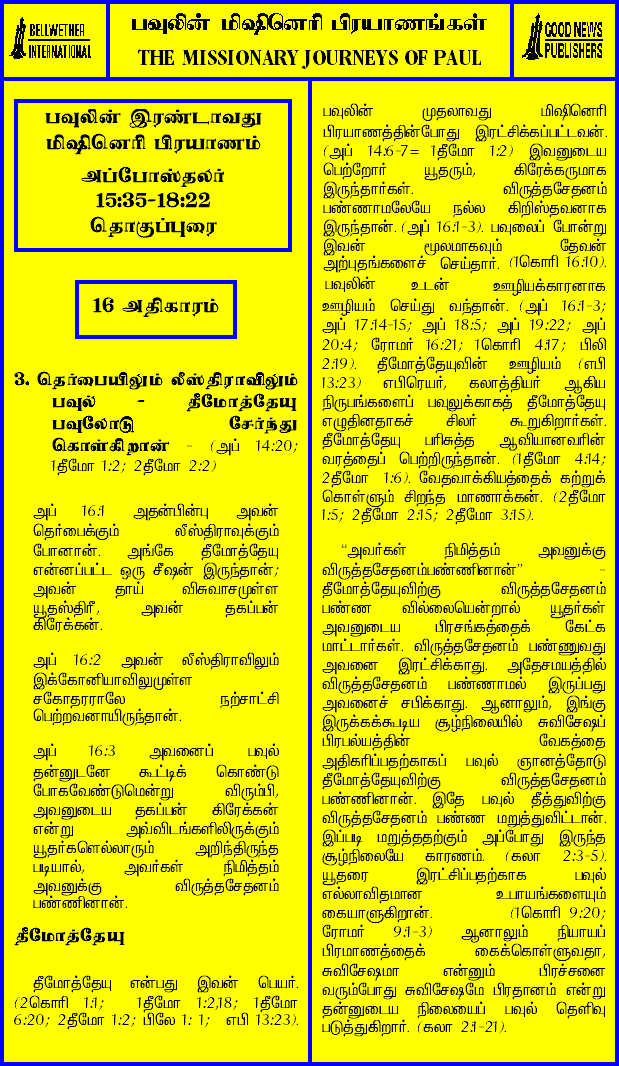 BELLWETHER
INTERNATIONAL
பவுலின் மிஷினெரி பிரயாணங்கள்
THE MISSIONARY JOURNEYS OF PAUL
GOOD NEWS
PUBLISHERS
பவுலின் இரண்டாவது
மிஷினெரி பிரயாணம்
அப்போஸ்தலர்
15:35-18:22
தொகுப்புரை
16 அதிகாரம்
3. தெர்பையிலும் லீஸ்திராவிலும்
பவுல் - தீமோத்தேயு
பவுலோடு சேர்ந்து
கொள்கிறான் - (அப் 14:20;
1தீமோ 1:2; 2தீமோ 2:2)
அப் 16:1 அதன்பின்பு அவன்
தெர்பைக்கும் லீஸ்திராவுக்கும்
போனான். அங்கே தீமோத்தேயு
என்னப்பட்ட ஒரு சீஷன் இருந்தான்;
அவன் தாய் விசுவாசமுள்ள
யூதஸ்திரீ, அவன் தகப்பன்
கிரேக்கன்.
அப் 16:2 அவன் லீஸ்திராவிலும்
இக்கோனியாவிலுமுள்ள
சகோதரராலே நற்சாட்சி
பெற்றவனாயிருந்தான்.
அப் 16:3 அவனைப் பவுல்
தன்னுடனே கூட்டிக் கொண்டு
போகவேண்டுமென்று விரும்பி,
அவனுடைய தகப்பன் கிரேக்கன்
என்று அவ்விடங்களிலிருக்கும்
யூதர்களெல்லாரும் அறிந்திருந்த
படியால், அவர்கள் நிமித்தம்
அவனுக்கு விருத்தசேதனம்
பண்ணினான்.
தீமோத்தேயு
தீமோத்தேயு என்பது இவன் பெயர்.
(2கொரி 1:1; 1தீமோ 1:2,18; 1தீமோ
6:20; 2தீமோ 1:2; பிலே 1: 1; எபி 13:23).
பவுலின் முதலாவது மிஷினெரி
பிரயாணத்தின்போது இரட்சிக்கப்பட்டவன்.
(அப் 14:6-7= 1தீமோ 1:2) இவனுடைய
பெற்றோர் யூதரும், கிரேக்கருமாக
இருந்தார்கள். விருத்தசேதனம்
பண்ணாமலேயே நல்ல கிறிஸ்தவனாக
இருந்தான். (அப் 16:1-3). பவுலைப் போன்று
இவன் மூலமாகவும் தேவன்
அற்புதங்களைச் செய்தார். (1கொரி 16:10).
பவுலின் உடன் ஊழியக்காரனாக
ஊழியம் செய்து வந்தான். (அப் 16:1-3;
அப் 17:14-15; அப் 18:5; அப் 19:22; அப்
20:4; ரோமர் 16:21; 1கொரி 4:17; பிலி
2:19). தீமோத்தேயுவின் ஊழியம் (எபி
13:23) எபிரெயர், கலாத்தியர் ஆகிய
நிருபங்களைப் பவுலுக்காகத் தீமோத்தேயு
எழுதினதாகச் சிலர் கூறுகிறார்கள்.
தீமோத்தேயு பரிசுத்த ஆவியானவரின்
வரத்தைப் பெற்றிருந்தான். (1தீமோ 4:14;
2தீமோ 1:6). வேதவாக்கியத்தைக் கற்றுக்
கொள்ளும் சிறந்த மாணாக்கன். (2தீமோ
1:5; 2தீமோ 2:15; 2தீமோ 3:15).
“அவர்கள் நிமித்தம் அவனுக்கு
விருத்தசேதனம்பண்ணினான்” -
தீமோத்தேயுவிற்கு விருத்தசேதனம்
பண்ண வில்லையென்றால் யூதர்கள்
அவனுடைய பிரசங்கத்தைக் கேட்க
மாட்டார்கள். விருத்தசேதனம் பண்ணுவது
அவனை இரட்சிக்காது. அதேசமயத்தில்
விருத்தசேதனம் பண்ணாமல் இருப்பது
அவனைச் சபிக்காது. ஆனாலும், இங்கு
இருக்கக்கூடிய சூழ்நிலையில் சுவிசேஷப்
பிரபல்யத்தின் வேகத்தை
அதிகரிப்பதற்காகப் பவுல் ஞானத்தோடு
தீமோத்தேயுவிற்கு விருத்தசேதனம்
பண்ணினான். இதே பவுல் தீத்துவிற்கு
விருத்தசேதனம் பண்ண மறுத்துவிட்டான்.
இப்படி மறுத்ததற்கும் அப்போது இருந்த
சூழ்நிலையே காரணம். (கலா 2:3-5).
யூதரை இரட்சிப்பதற்காக பவுல்
எல்லாவிதமான உபாயங்களையும்
கையாளுகிறான். (1கொரி 9:20;
ரோமர் 9:1-3) ஆனாலும் நியாயப்
பிரமாணத்தைக் கைக்கொள்ளுவதா,
சுவிசேஷமா என்னும் பிரச்சனை
வரும்போது சுவிசேஷமே பிரதானம் என்று
தன்னுடைய நிலையைப் பவுல் தெளிவு
படுத்துகிறார். (கலா 2:1-21).